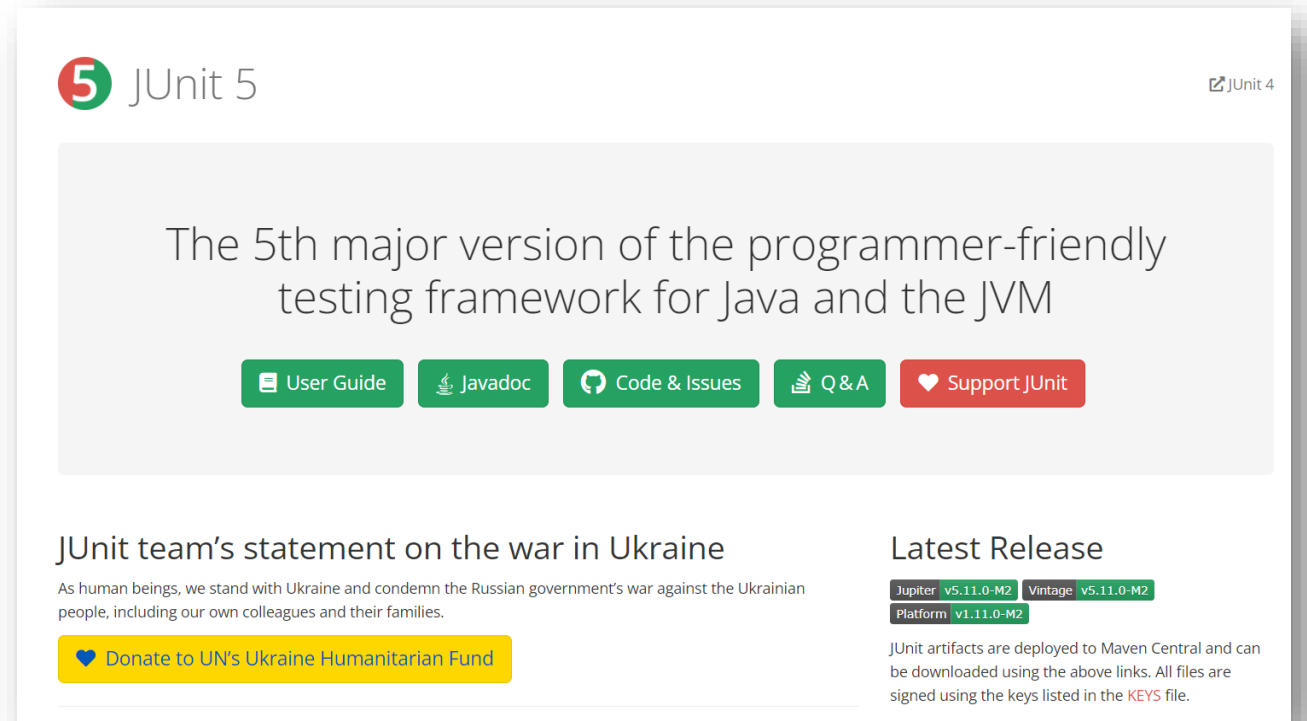 5 JUnit 5
JUnit 4
The 5th major version of the programmer-friendly
testing framework for Java and the JVM
User Guide
Javadoc
Code & Issues
Q & A
Support JUnit
JUnit team's statement on the war in Ukraine
As human beings, we stand with Ukraine and condemn the Russian government's war against the Ukrainian
people, including our own colleagues and their families.
Donate to UN's Ukraine Humanitarian Fund
Latest Release
Jupiter v5.11.0-M2 Vintage v5.11.0-M2
Platform v1.11.0-M2
JUnit artifacts are deployed to Maven Central and can
be downloaded using the above links. All files are
signed using the keys listed in the KEYS file.